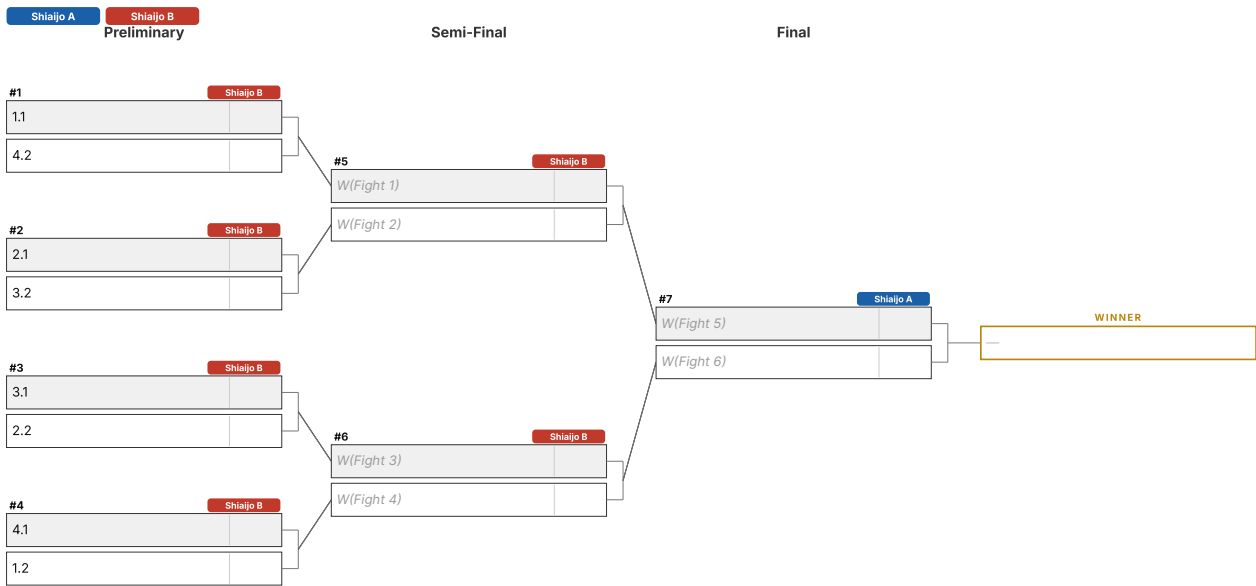 Shiaijo A Shiaijo B
Preliminary Semi-Final Final
#1 Shiaijo B
1.1
4.2
#2 Shiaijo B
2.1
3.2
#3 Shiaijo B
3.1
2.2
#4 Shiaijo B
4.1
1.2
#5 Shiaijo B
W(Fight 1)
W(Fight 2)
#6 Shiaijo B
W(Fight 3)
W(Fight 4)
#7 Shiaijo A
W(Fight 5)
W(Fight 6)
WINNER
—